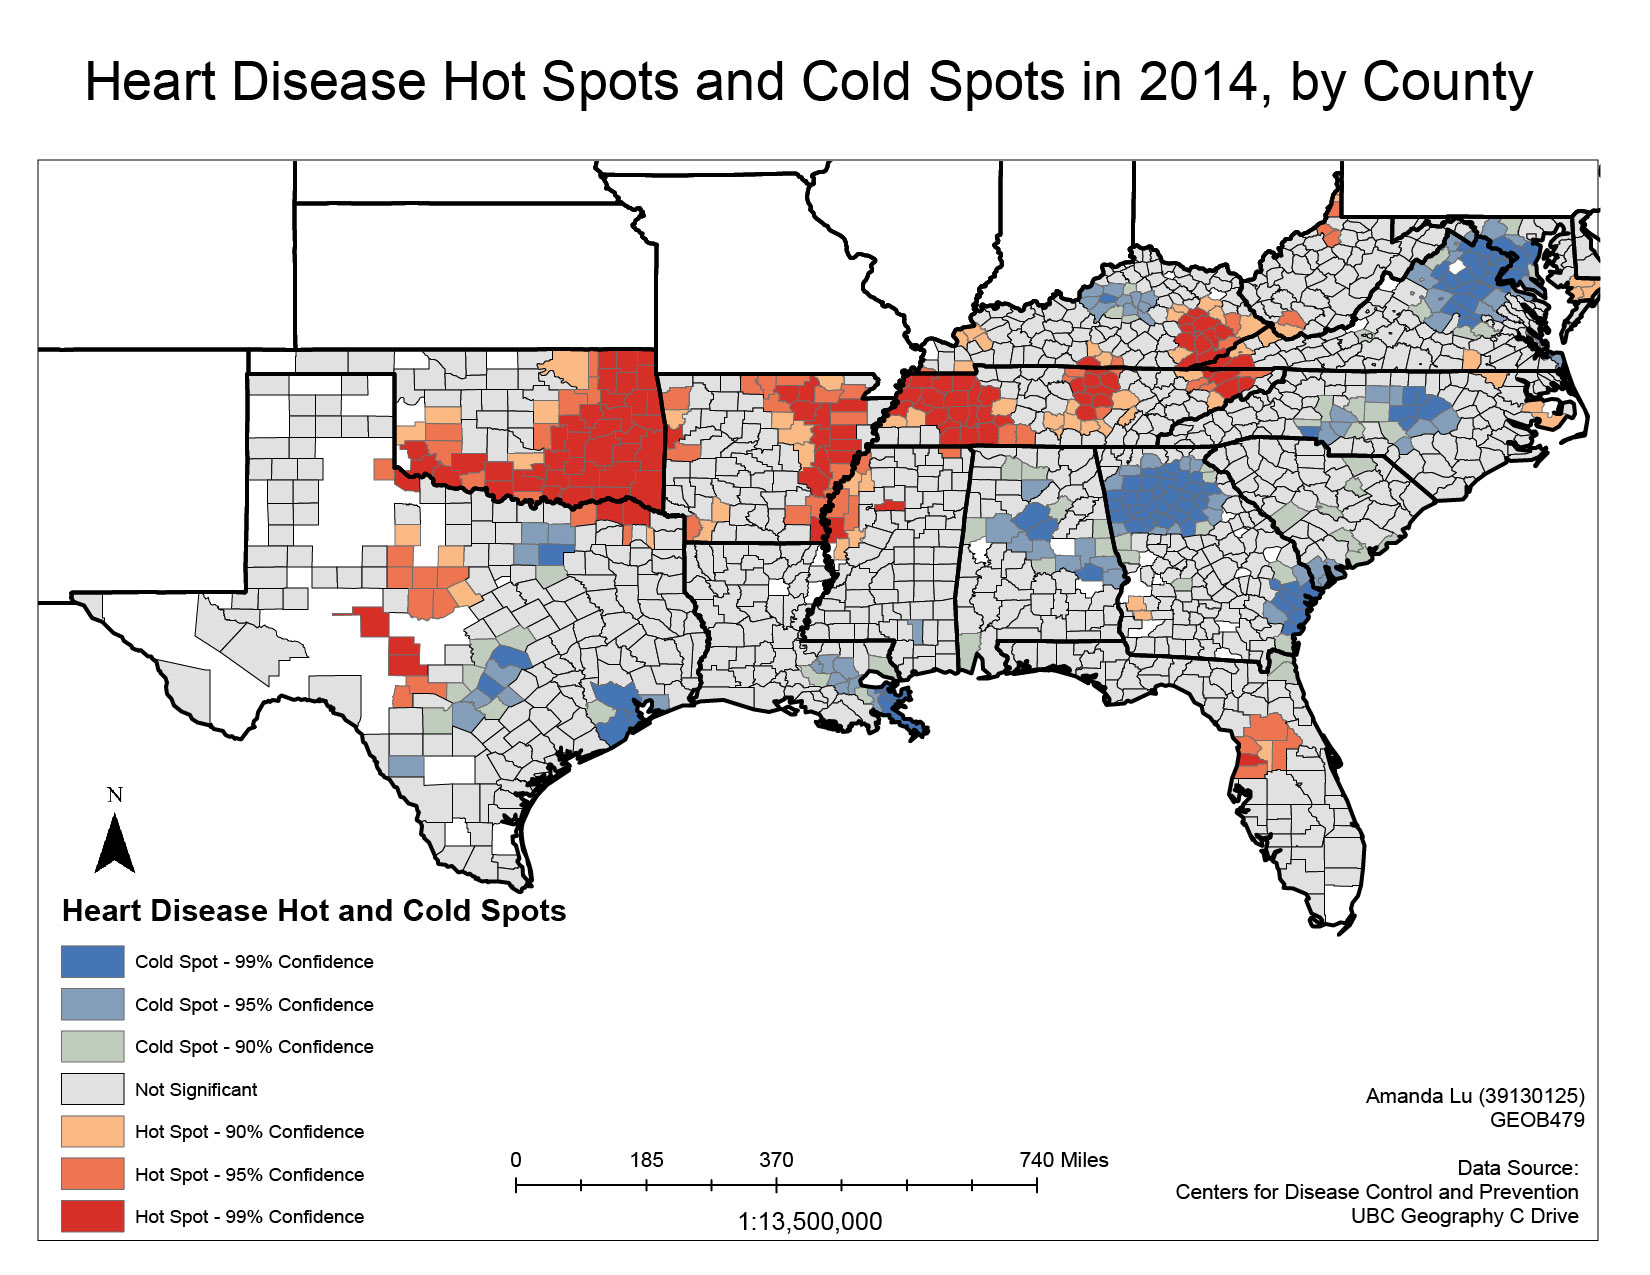 Heart Disease Hot Spots and Cold Spots in 2014, by County
N
Heart Disease Hot and Cold Spots
Cold Spot - 99% Confidence
Cold Spot - 95% Confidence
Cold Spot - 90% Confidence
Not Significant
Hot Spot - 90% Confidence
Hot Spot - 95% Confidence
Hot Spot - 99% Confidence
0 185 370 740 Miles
1:13,500,000
Amanda Lu (39130125)
GEOB479
Data Source:
Centers for Disease Control and Prevention
UBC Geography C Drive